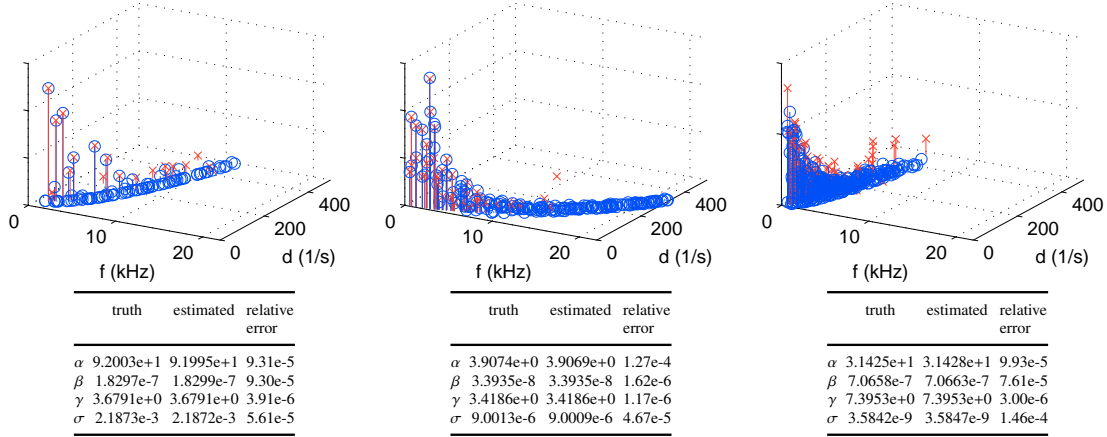 400
200
0
0
10
20
f (kHz)
d (1/s)
400
200
0
0
10
20
f (kHz)
d (1/s)
400
200
0
0
10
20
f (kHz)
d (1/s)
truth estimated relative error
α 9.2003e+1 9.1995e+1 9.31e-5
β 1.8297e-7 1.8299e-7 9.30e-5
γ 3.6791e+0 3.6791e+0 3.91e-6
σ 2.1873e-3 2.1872e-3 5.61e-5
truth estimated relative error
α 3.9074e+0 3.9069e+0 1.27e-4
β 3.3935e-8 3.3935e-8 1.62e-6
γ 3.4186e+0 3.4186e+0 1.17e-6
σ 9.0013e-6 9.0009e-6 4.67e-5
truth estimated relative error
α 3.1425e+1 3.1428e+1 9.93e-5
β 7.0658e-7 7.0663e-7 7.61e-5
γ 7.3953e+0 7.3953e+0 3.00e-6
σ 3.5842e-9 3.5847e-9 1.46e-4